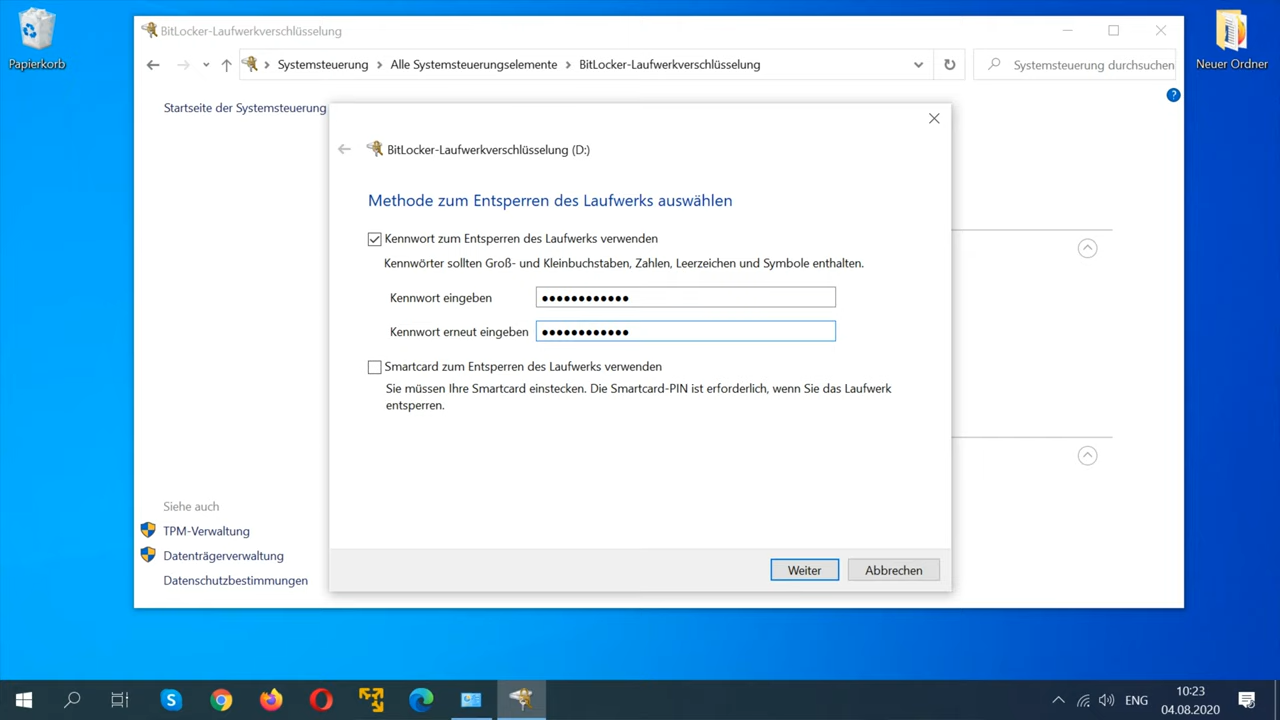 Papierkorb
Neuer Ordner
BitLocker-Laufwerkverschlüsselung
Systemsteuerung
Alle Systemsteuerungselemente
BitLocker-Laufwerkverschlüsselung
Systemsteuerung durchsuchen
Startseite der Systemsteuerung
?
BitLocker-Laufwerkverschlüsselung (D:)
Methode zum Entsperren des Laufwerks auswählen
Kennwort zum Entsperren des Laufwerks verwenden
Kennwörter sollten Groß- und Kleinbuchstaben, Zahlen, Leerzeichen und Symbole enthalten.
Kennwort eingeben ●●●●●●●●●●●●
Kennwort erneut eingeben ●●●●●●●●●●●●
Smartcard zum Entsperren des Laufwerks verwenden
Sie müssen Ihre Smartcard einstecken. Die Smartcard-PIN ist erforderlich, wenn Sie das Laufwerk
entsperren.
Siehe auch
TPM-Verwaltung
Datenträgerverwaltung
Datenschutzbestimmungen
Weiter
Abbrechen
ENG
10:23
04.08.2020